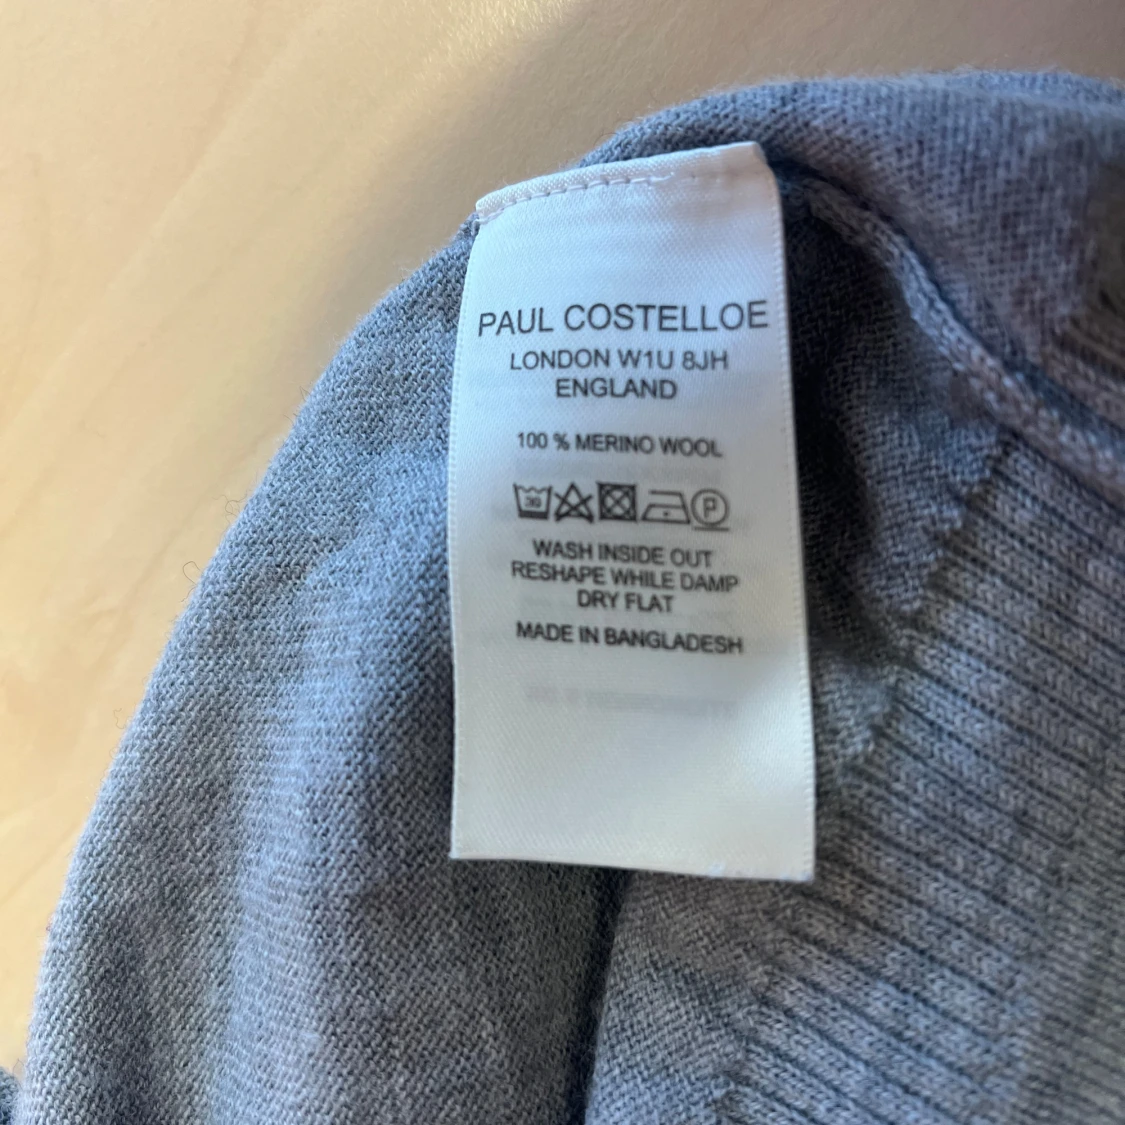 PAUL COSTELLOE
LONDON W1U 8JH
ENGLAND
100 % MERINO WOOL
30 P
WASH INSIDE OUT
RESHAPE WHILE DAMP
DRY FLAT
MADE IN BANGLADESH